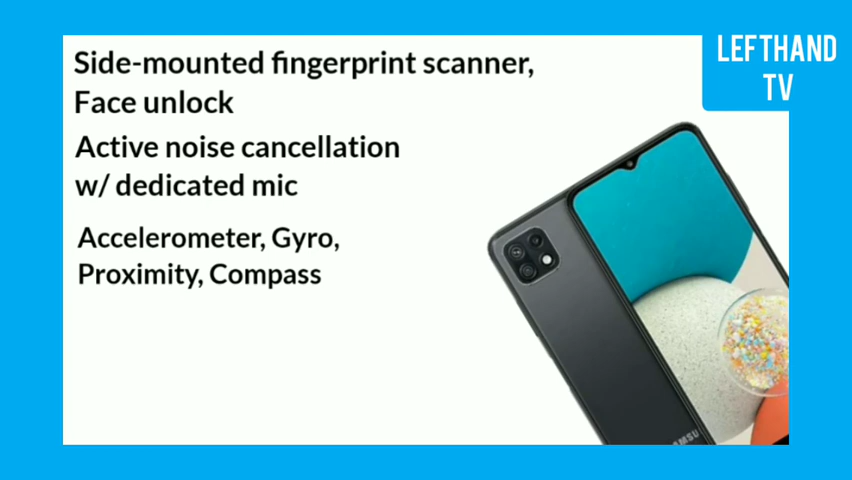 LEFTHAND
TV
Side-mounted fingerprint scanner,
Face unlock
Active noise cancellation
w/ dedicated mic
Accelerometer, Gyro,
Proximity, Compass